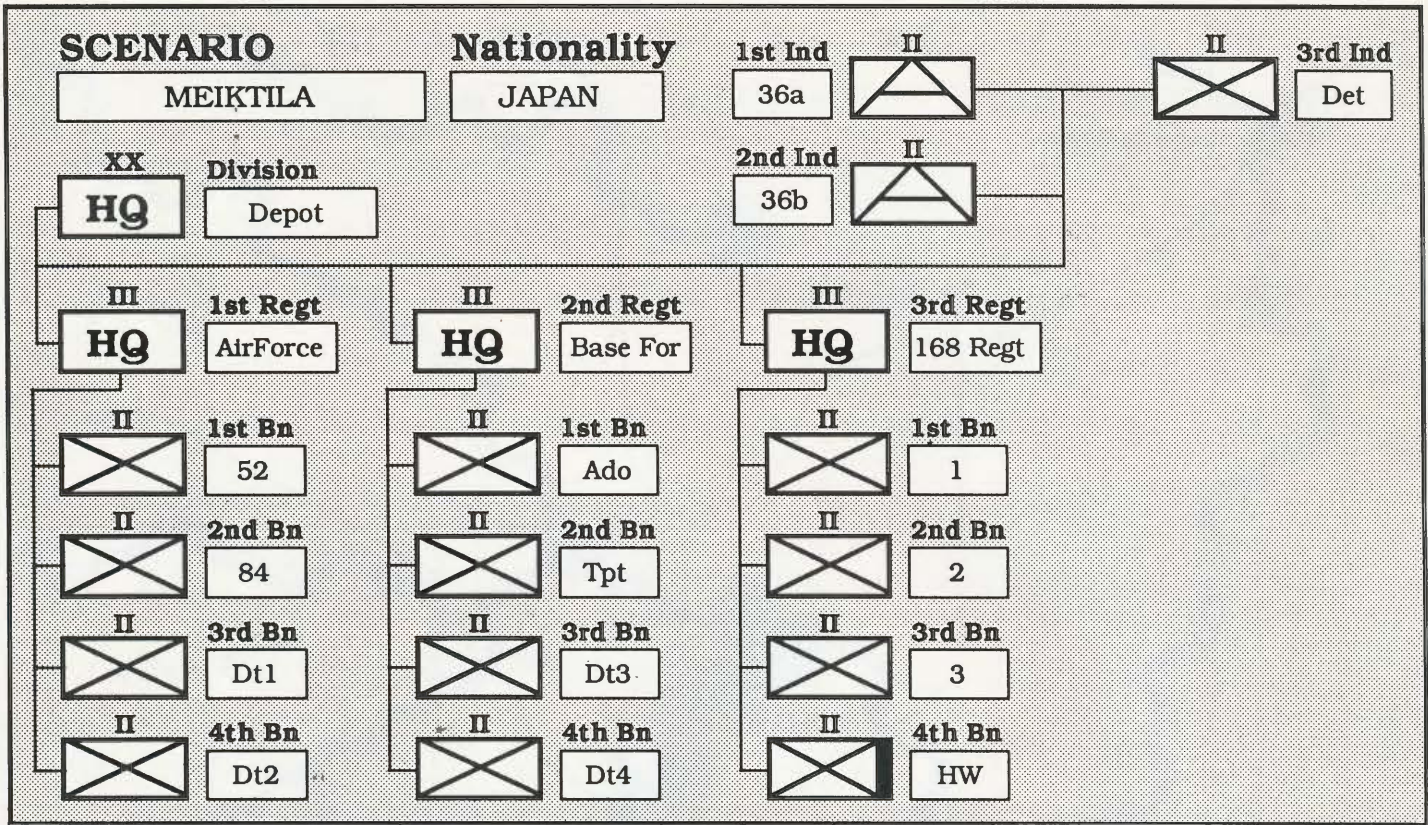 SCENARIO
MEIKTILA
Nationality
JAPAN
1st Ind
36a
II
II
3rd Ind
Det
2nd Ind
36b
II
XX
HQ
Division
Depot
III
HQ
1st Regt
AirForce
III
HQ
2nd Regt
Base For
III
HQ
3rd Regt
168 Regt
II
1st Bn
52
II
1st Bn
Ado
II
1st Bn
1
II
2nd Bn
84
II
2nd Bn
Tpt
II
2nd Bn
2
II
3rd Bn
Dt1
II
3rd Bn
Dt3
II
3rd Bn
3
II
4th Bn
Dt2
II
4th Bn
Dt4
II
4th Bn
HW